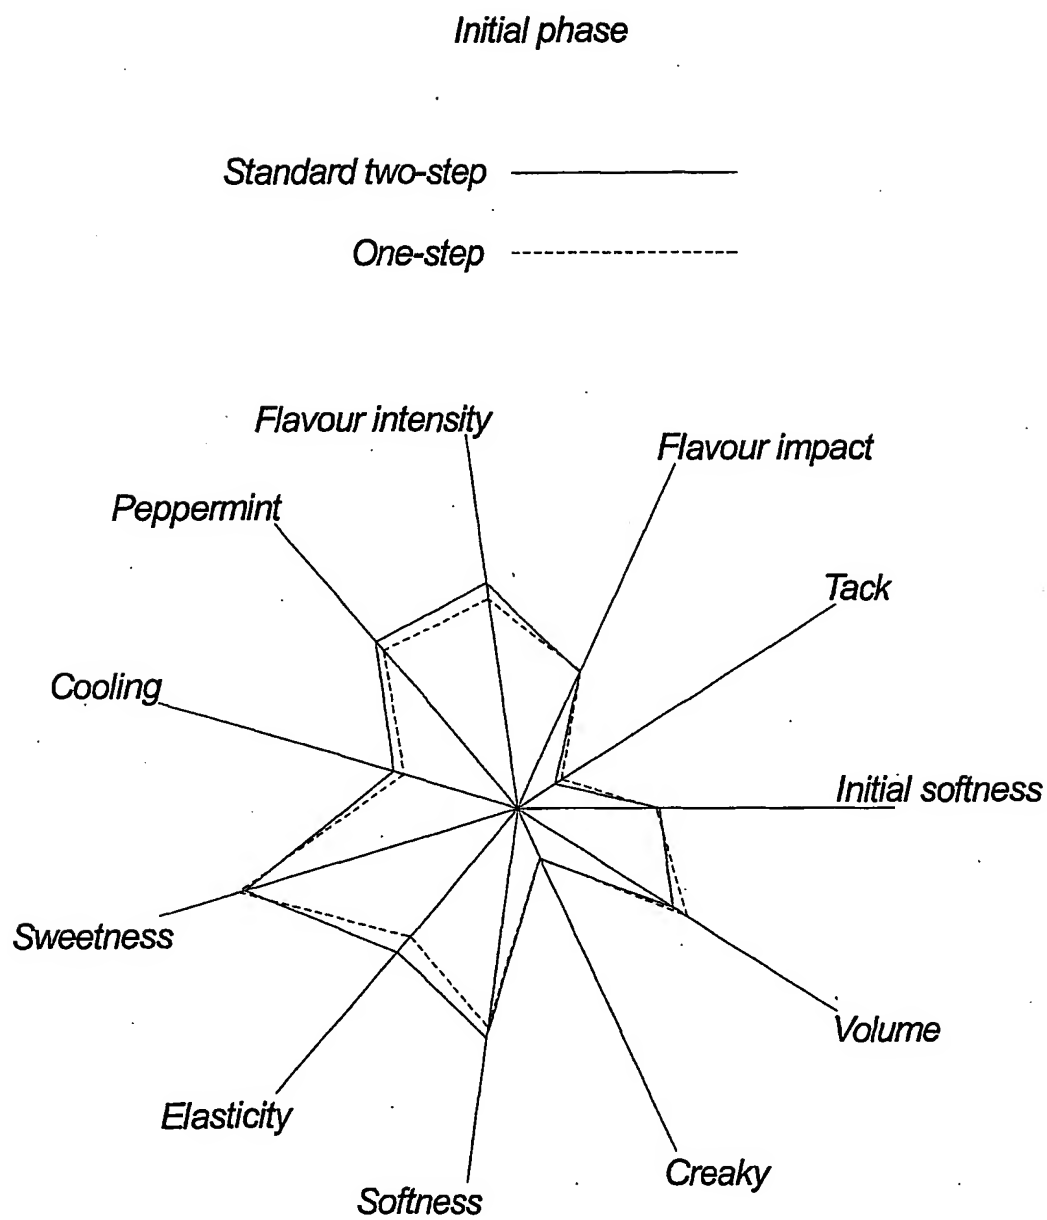 Initial phase
Standard two-step
One-step
Flavour intensity
Flavour impact
Peppermint
Tack
Cooling
Initial softness
Sweetness
Volume
Elasticity
Creaky
Softness